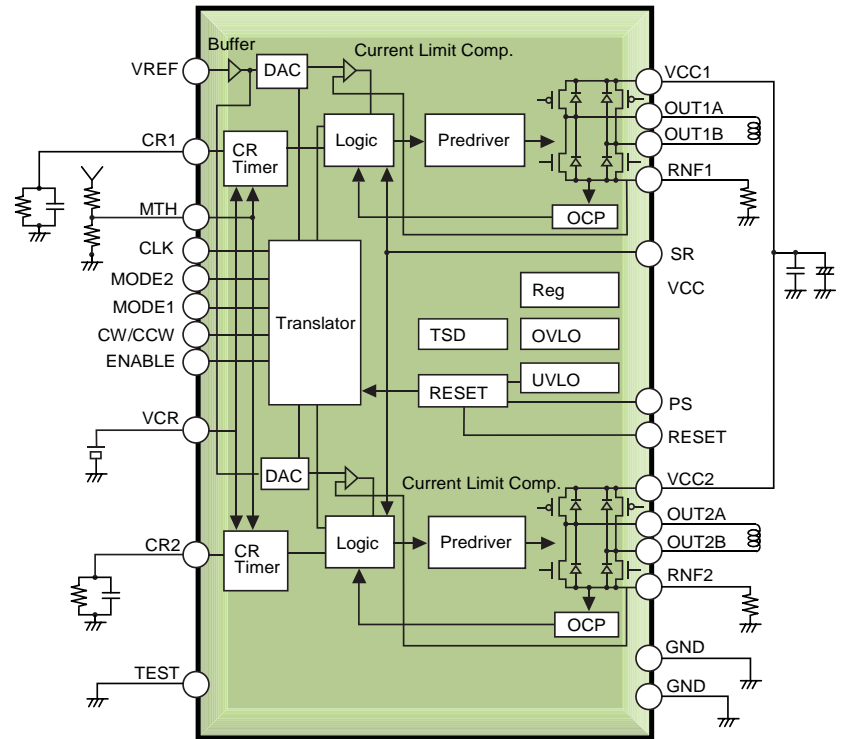 Buffer
Current Limit Comp.
VREF
DAC
VCC1
OUT1A
OUT1B
CR1
CR
Timer
Logic
Predriver
RNF1
MTH
OCP
CLK
SR
MODE2
VCC
Reg
MODE1
Translator
TSD
OVLO
CW/CCW
ENABLE
UVLO
RESET
PS
VCR
RESET
DAC
Current Limit Comp.
VCC2
OUT2A
OUT2B
CR2
CR
Timer
Logic
Predriver
RNF2
OCP
TEST
GND
GND